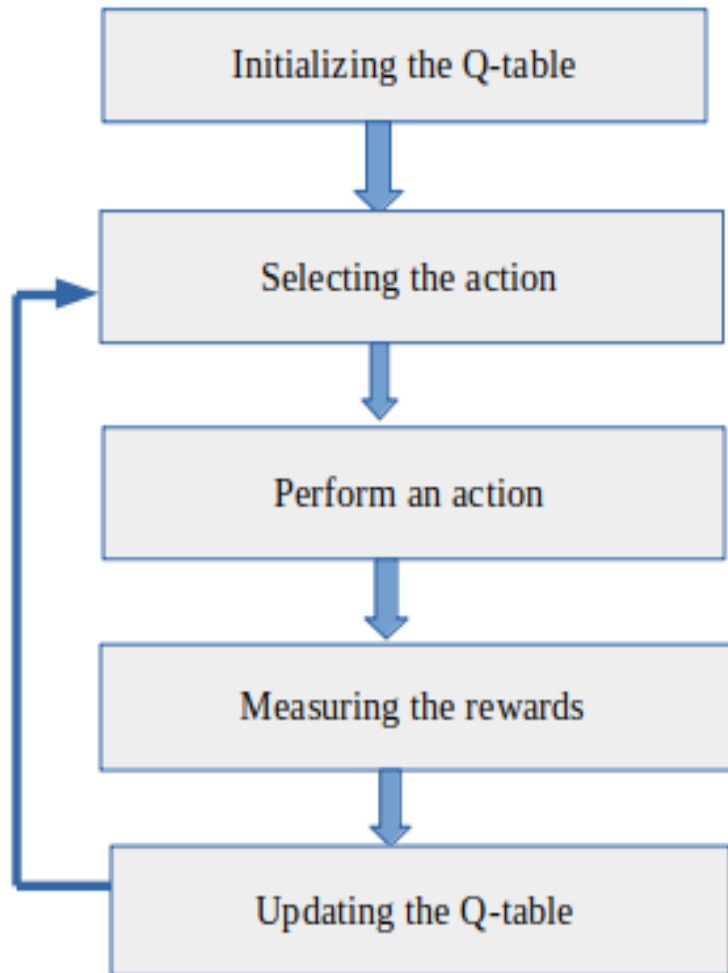 Initializing the Q-table
Selecting the action
Perform an action
Measuring the rewards
Updating the Q-table